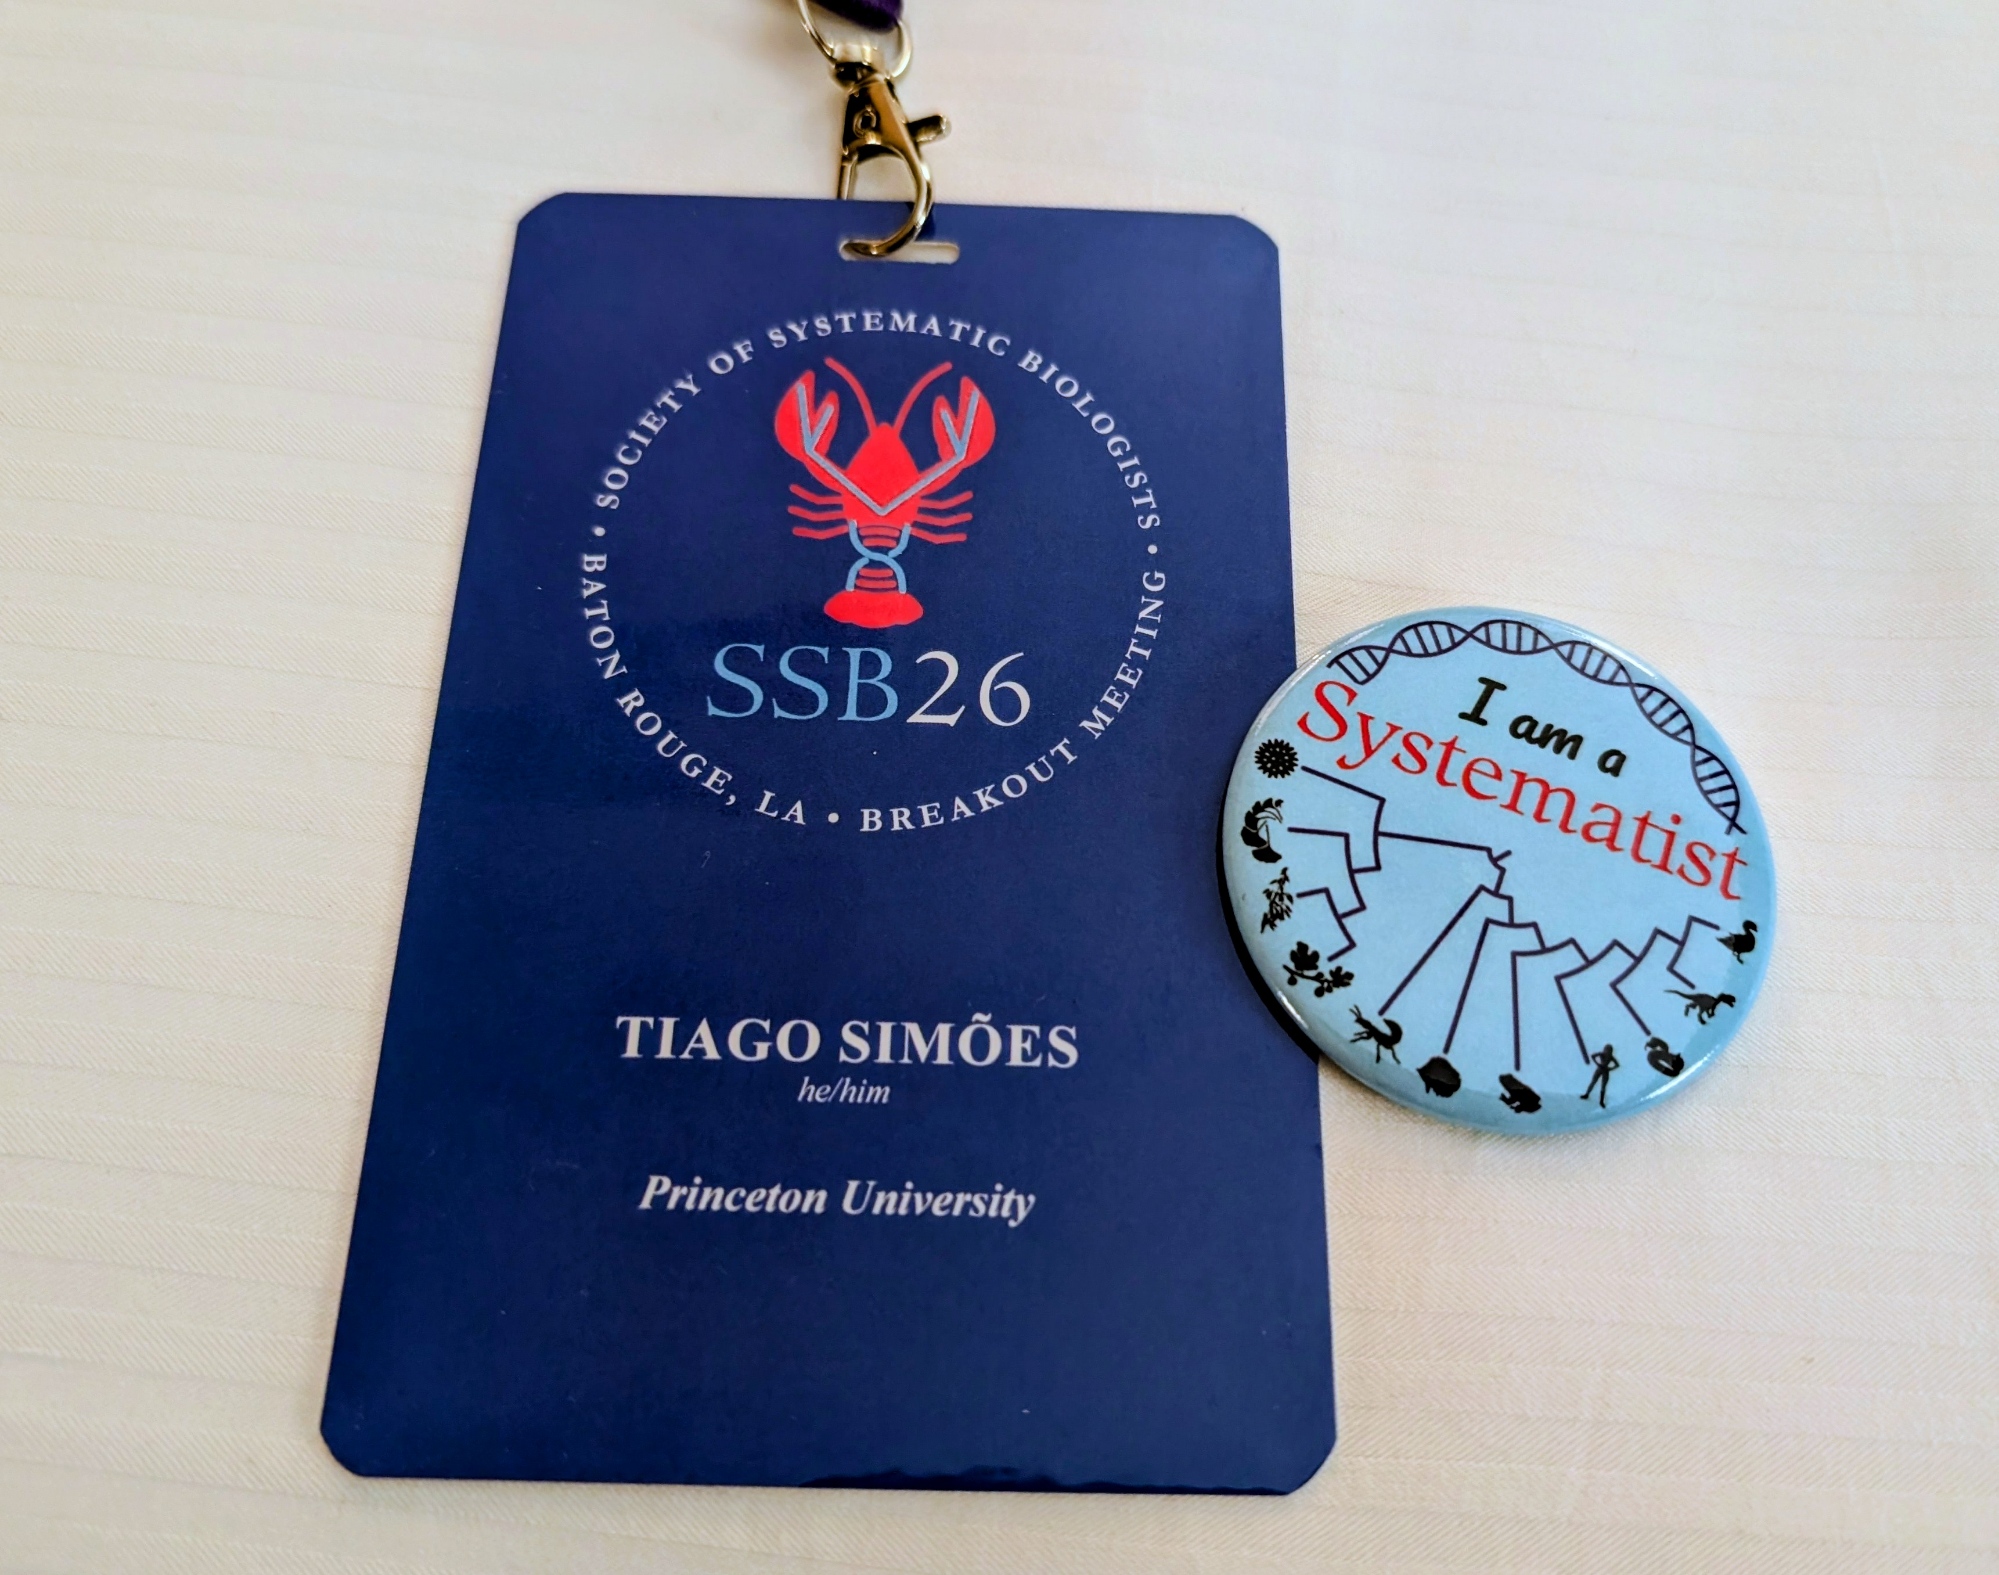 • SOCIETY OF SYSTEMATIC BIOLOGISTS •
BATON ROUGE, LA • BREAKOUT MEETING
SSB26
TIAGO SIMÕES
he/him
Princeton University
I am a
Systematist